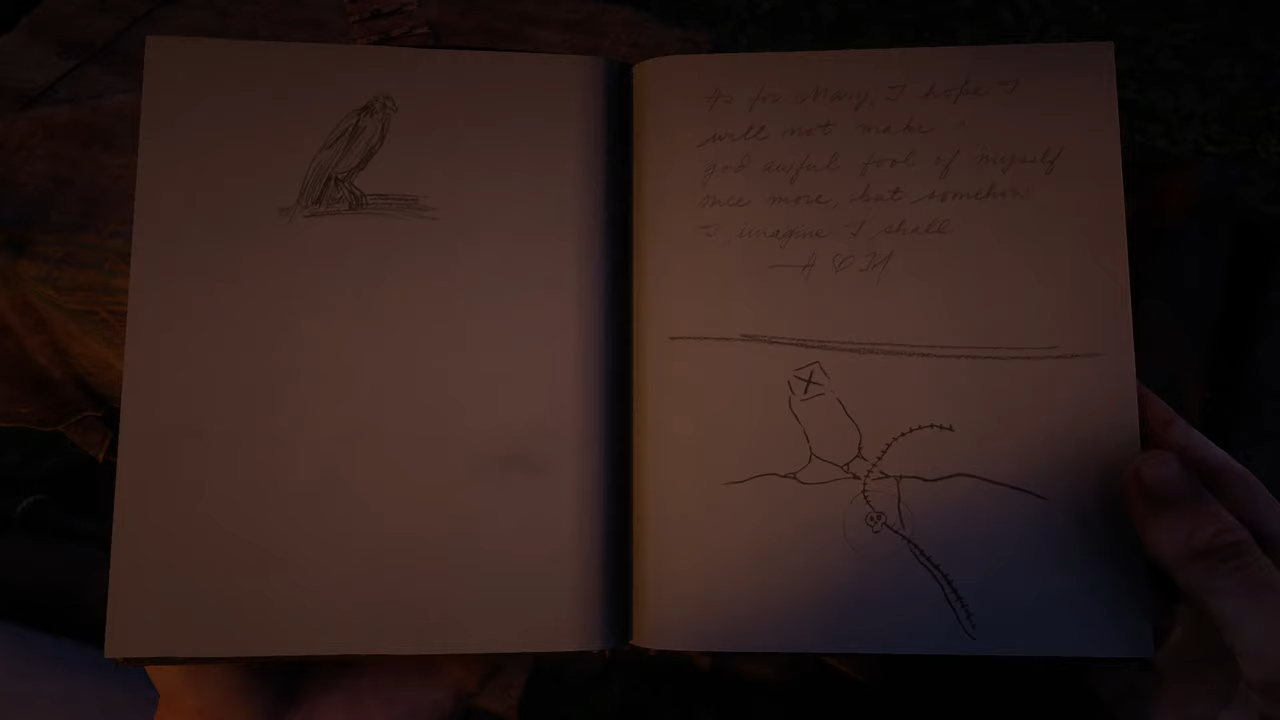 As for Mary, I hope I
will not make
god awful fool of myself
once more, but somehow
I imagine I shall